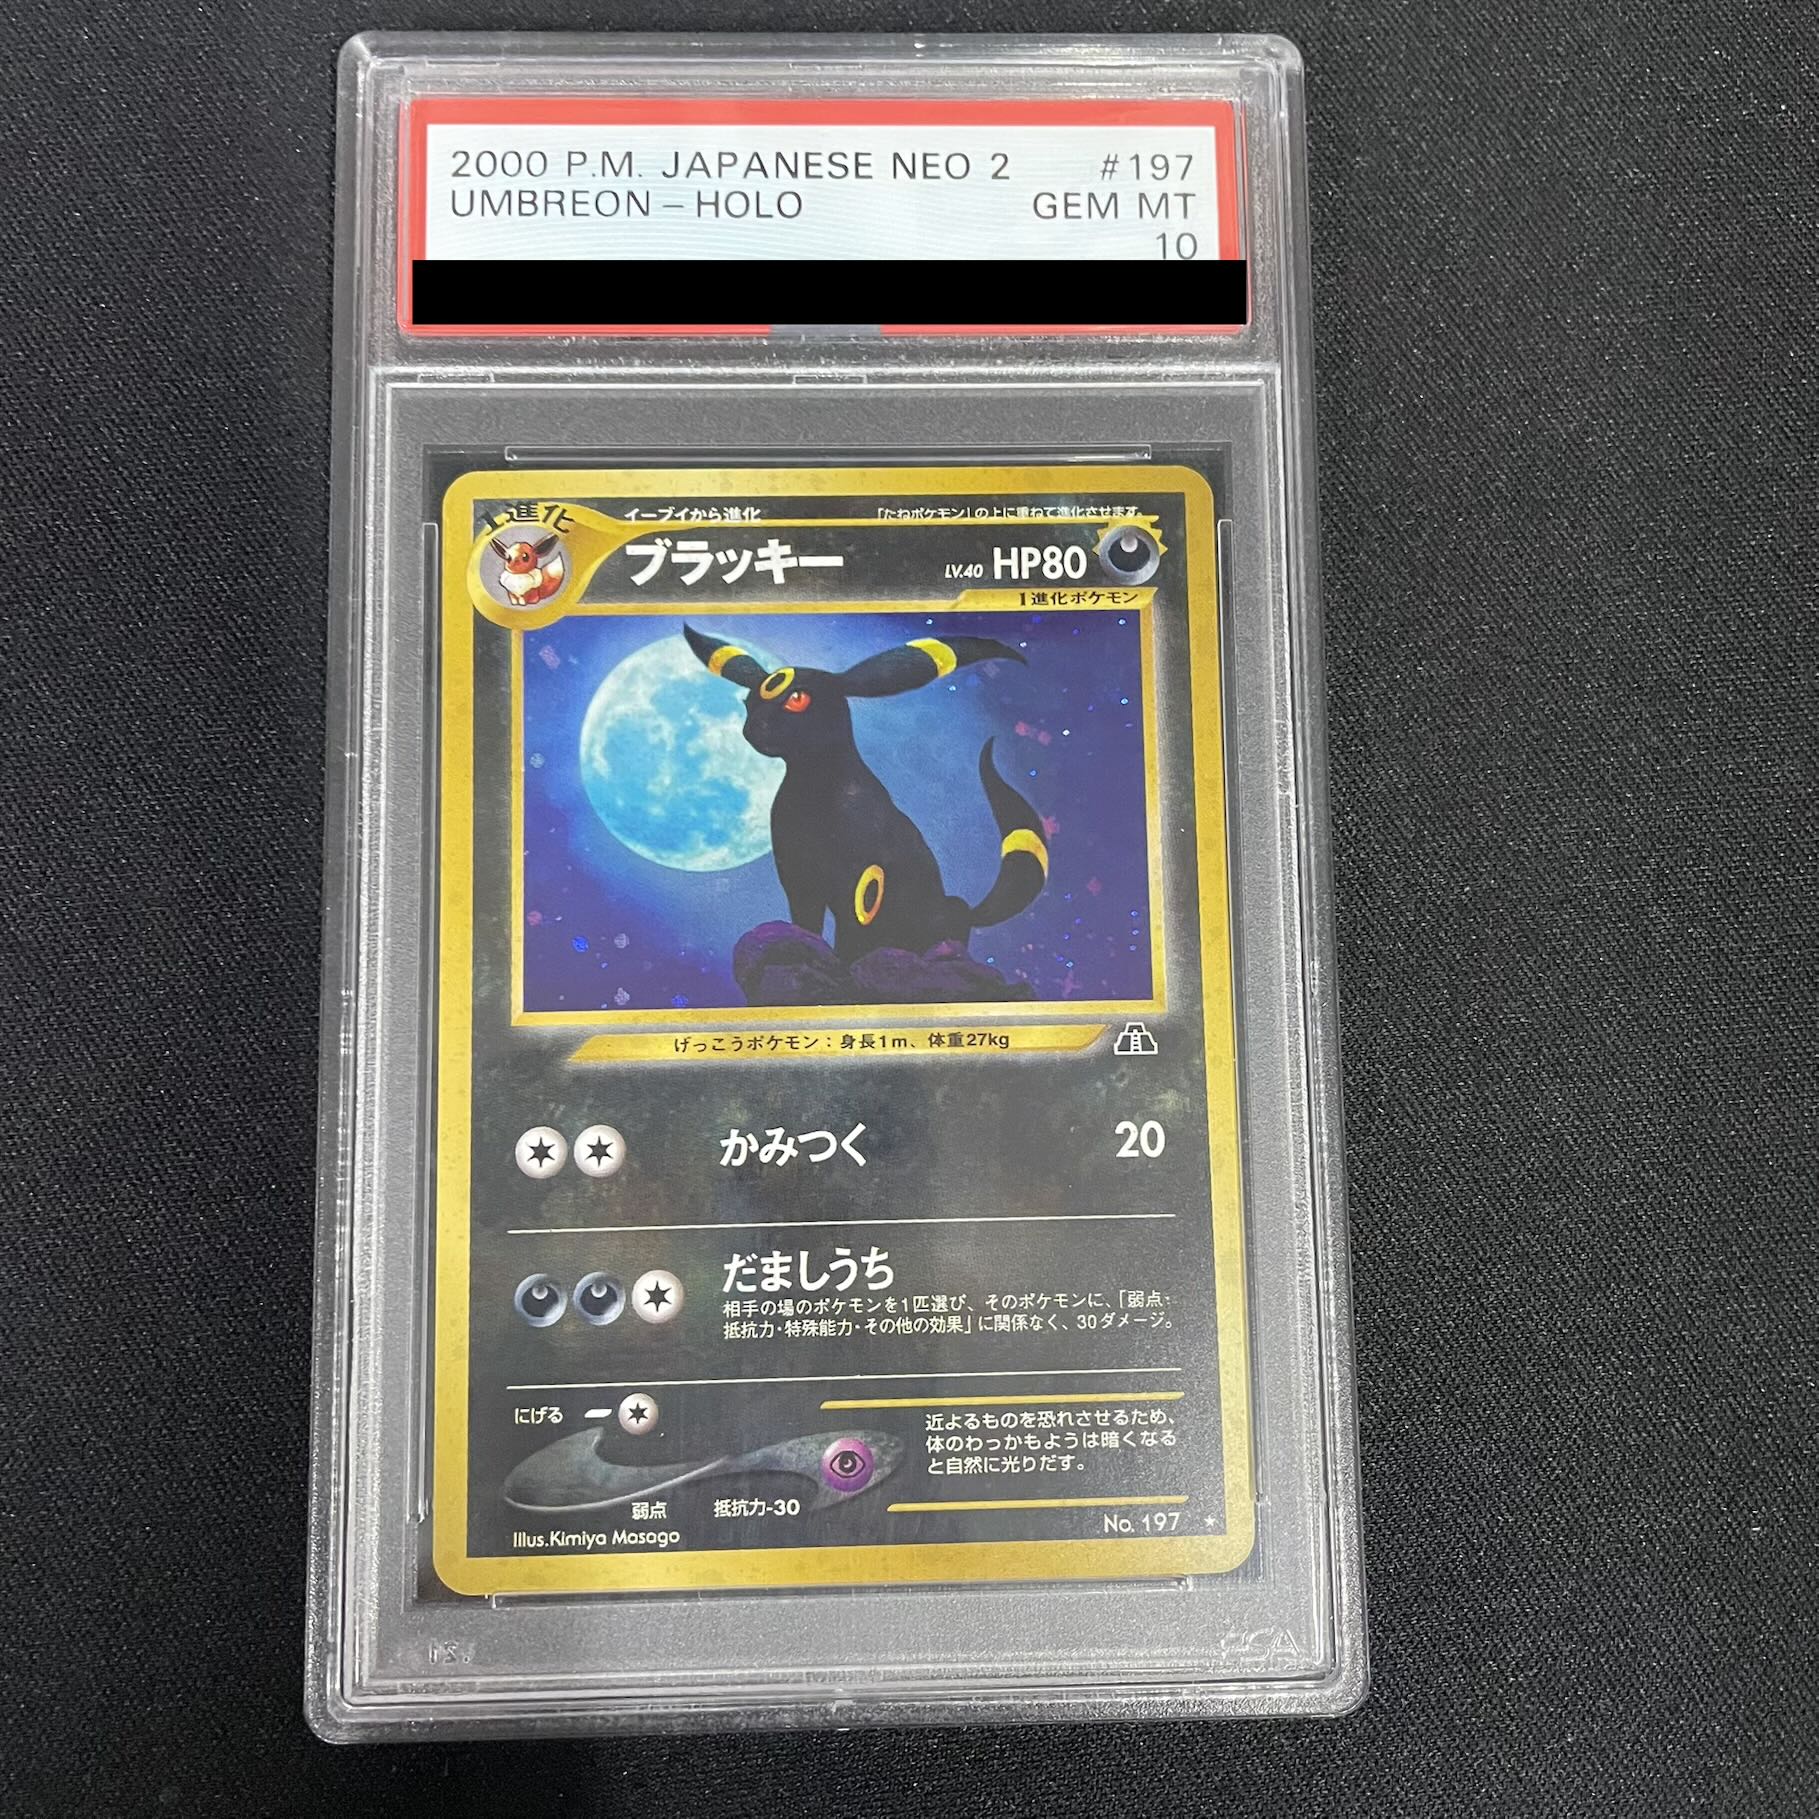 2000 P.M. JAPANESE NEO 2 #197
UMBREON - HOLO GEM MT
10
1進化
イーブイから進化 「たねポケモン」の上に重ねて進化させます。
ブラッキー LV.40 HP80
1進化ポケモン
げっこうポケモン：身長1m、体重27kg
かみつく 20
だましうち
相手の場のポケモンを1匹選び、そのポケモンに、「弱点・
抵抗力・特殊能力・その他の効果」に関係なく、30ダメージ。
にげる
近よるものを恐れさせるため、
体のわっかもようは暗くなる
と自然に光りだす。
弱点 抵抗力-30
Illus.Kimiya Masago
No. 197 ★
PSA